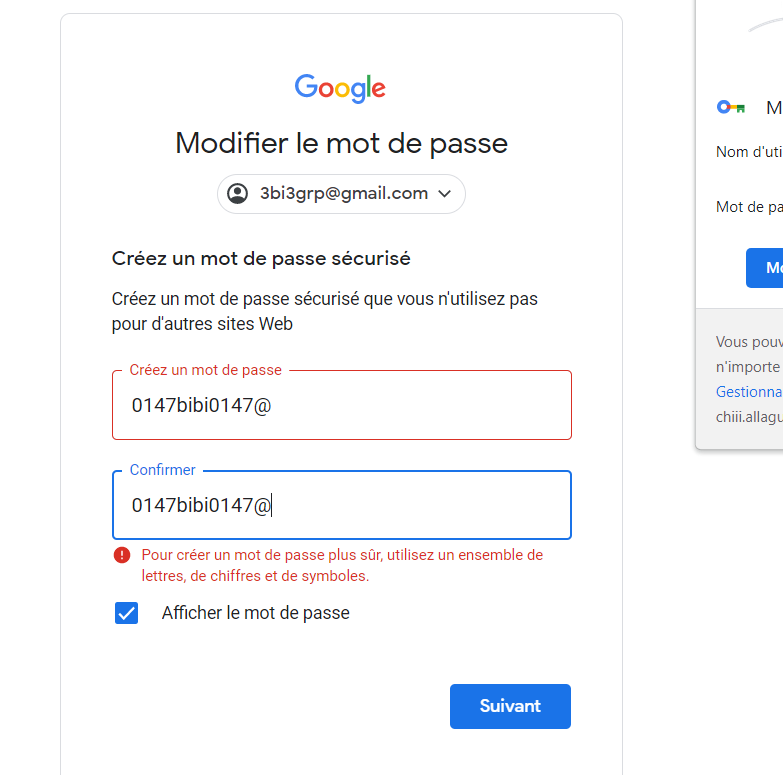 Google
Modifier le mot de passe
3bi3grp@gmail.com
Créez un mot de passe sécurisé
Créez un mot de passe sécurisé que vous n'utilisez pas
pour d'autres sites Web
Créez un mot de passe
0147bibi0147@
Confirmer
0147bibi0147@
Pour créer un mot de passe plus sûr, utilisez un ensemble de
lettres, de chiffres et de symboles.
Afficher le mot de passe
Suivant
M
Nom d'uti
Mot de pa
Mo
Vous pouv
n'importe
Gestionna
chiii.allagu